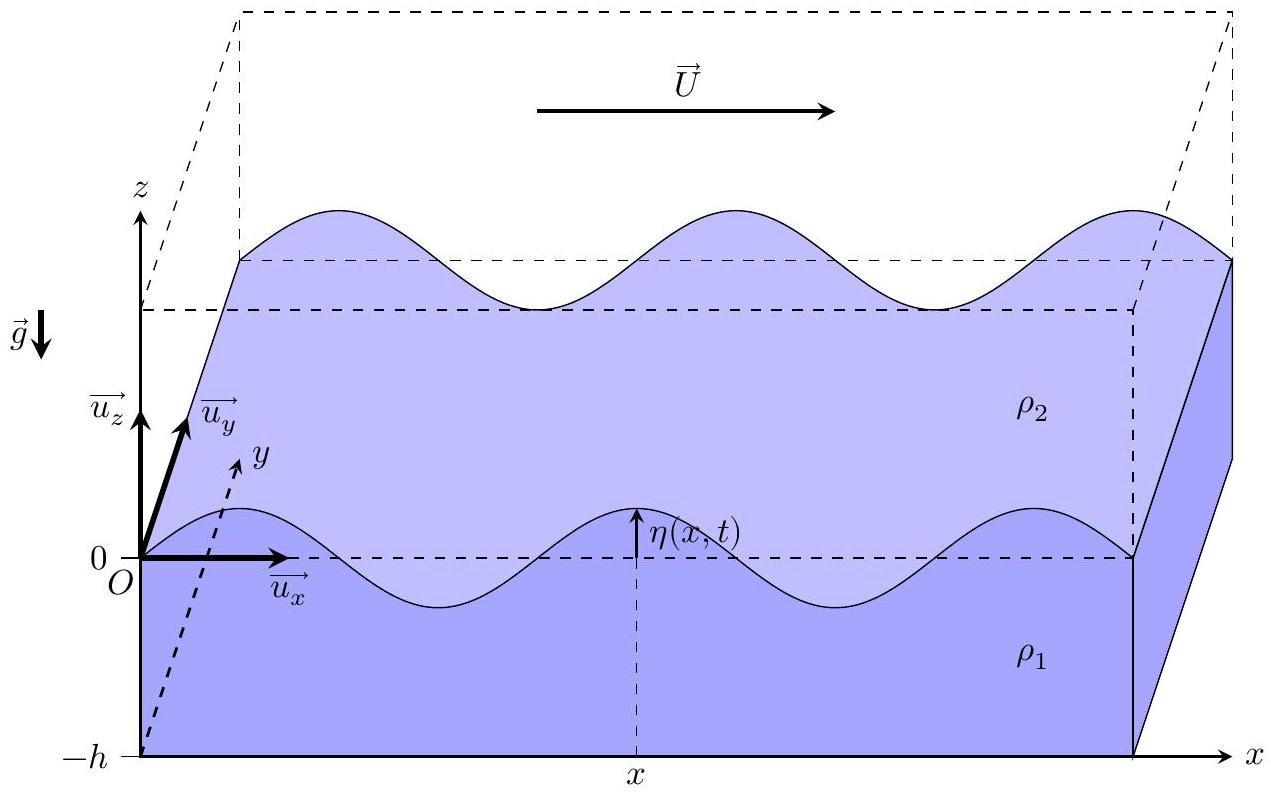 U⃗
z
g⃗
u_z⃗
u_y⃗
y
ρ₂
0
η(x, t)
O
u_x⃗
ρ₁
−h
x
x